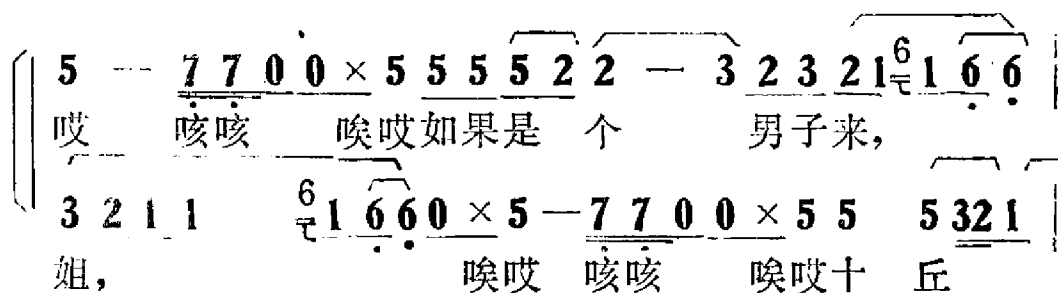 5 — 7 7 0 0 × 5 5 5 5 2 2 — 3 2 3 2 1 6 1 6 6
哎 咳咳 唉哎如果是 个 男子来，
3 2 1 1 6 1 6 6 0 × 5 — 7 7 0 0 × 5 5 5 3 2 1
姐， 唉哎 咳咳 唉哎十 丘